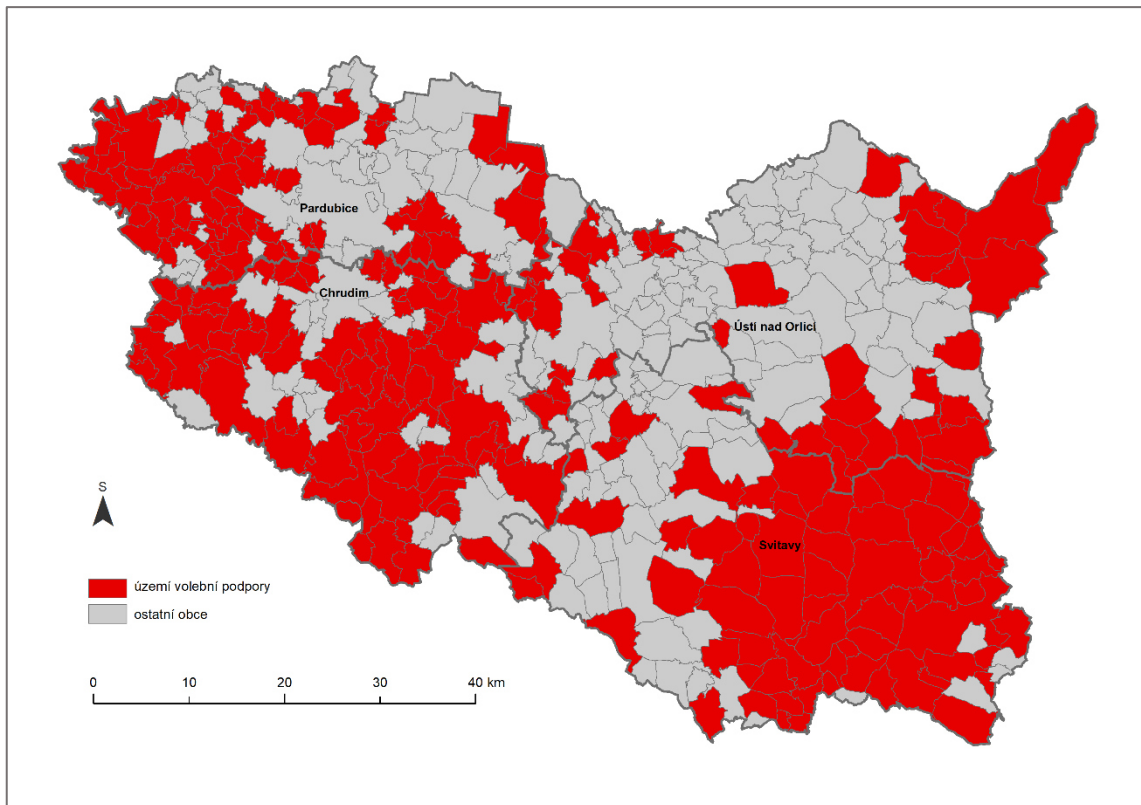 Pardubice
Chrudim
Ústí nad Orlicí
Svitavy
S
území volební podpory
ostatní obce
0 10 20 30 40 km